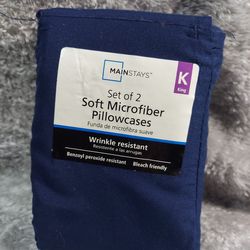 MAINSTAYS™
K
King
Set of 2
Soft Microfiber
Pillowcases
Funda de microfibra suave
Wrinkle resistant
Resistente a las arrugas
Benzoyl peroxide resistant Bleach friendly